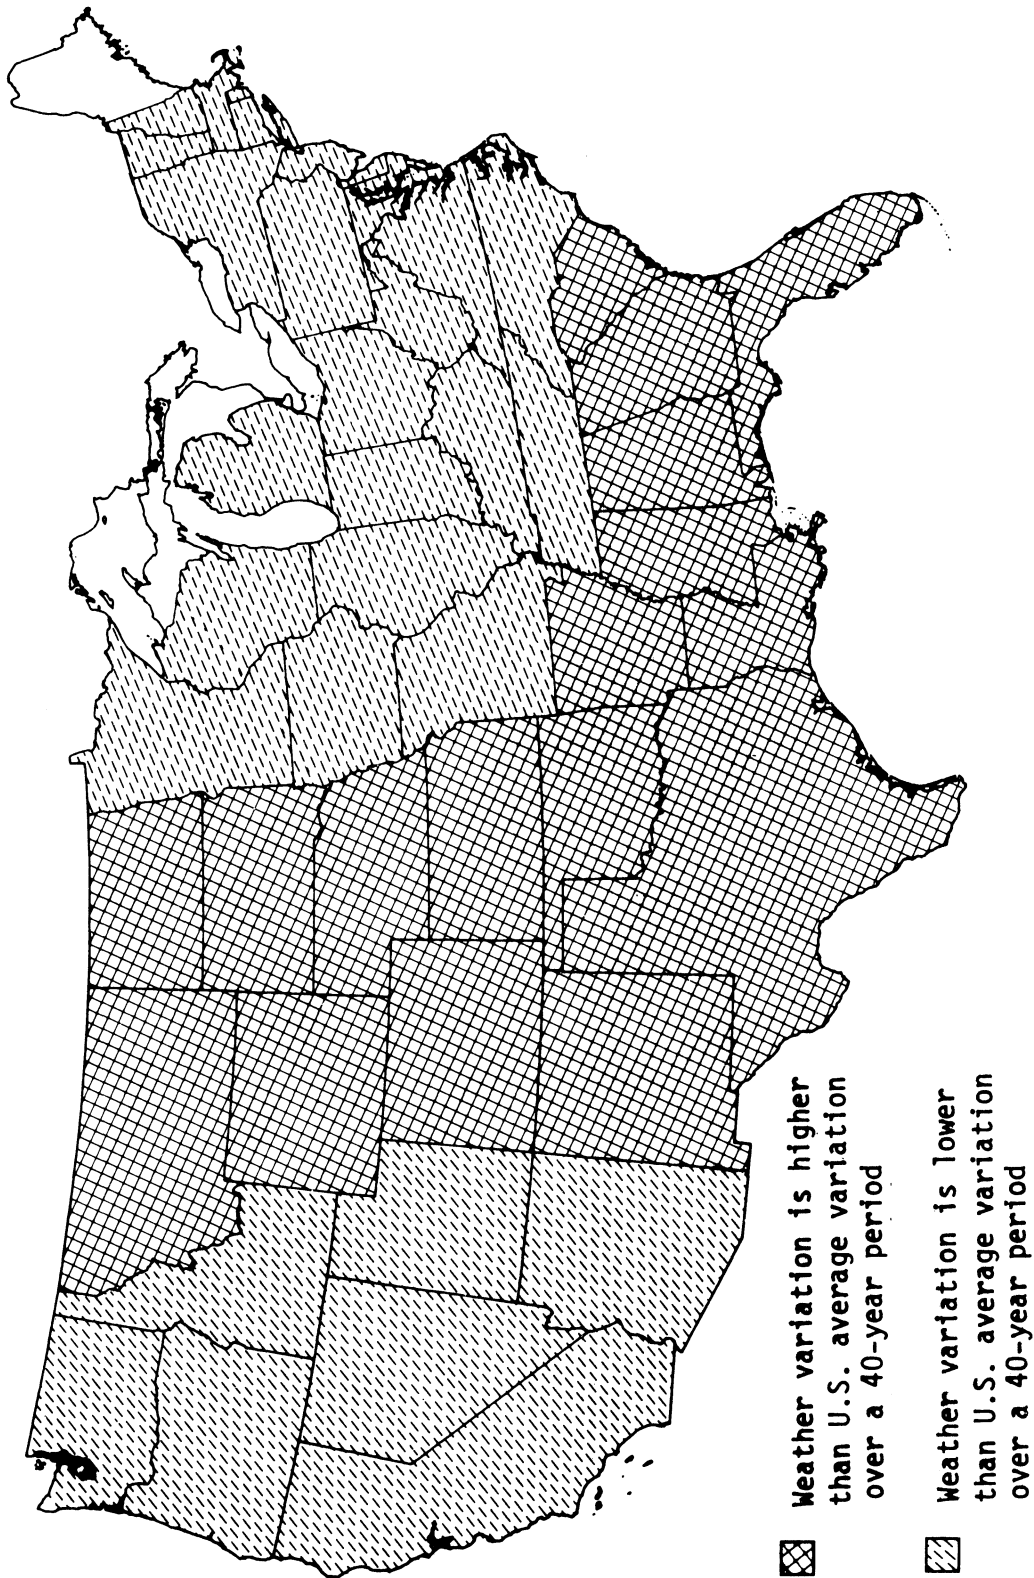 Weather variation is higher
than U.S. average variation
over a 40-year period
Weather variation is lower
than U.S. average variation
over a 40-year period